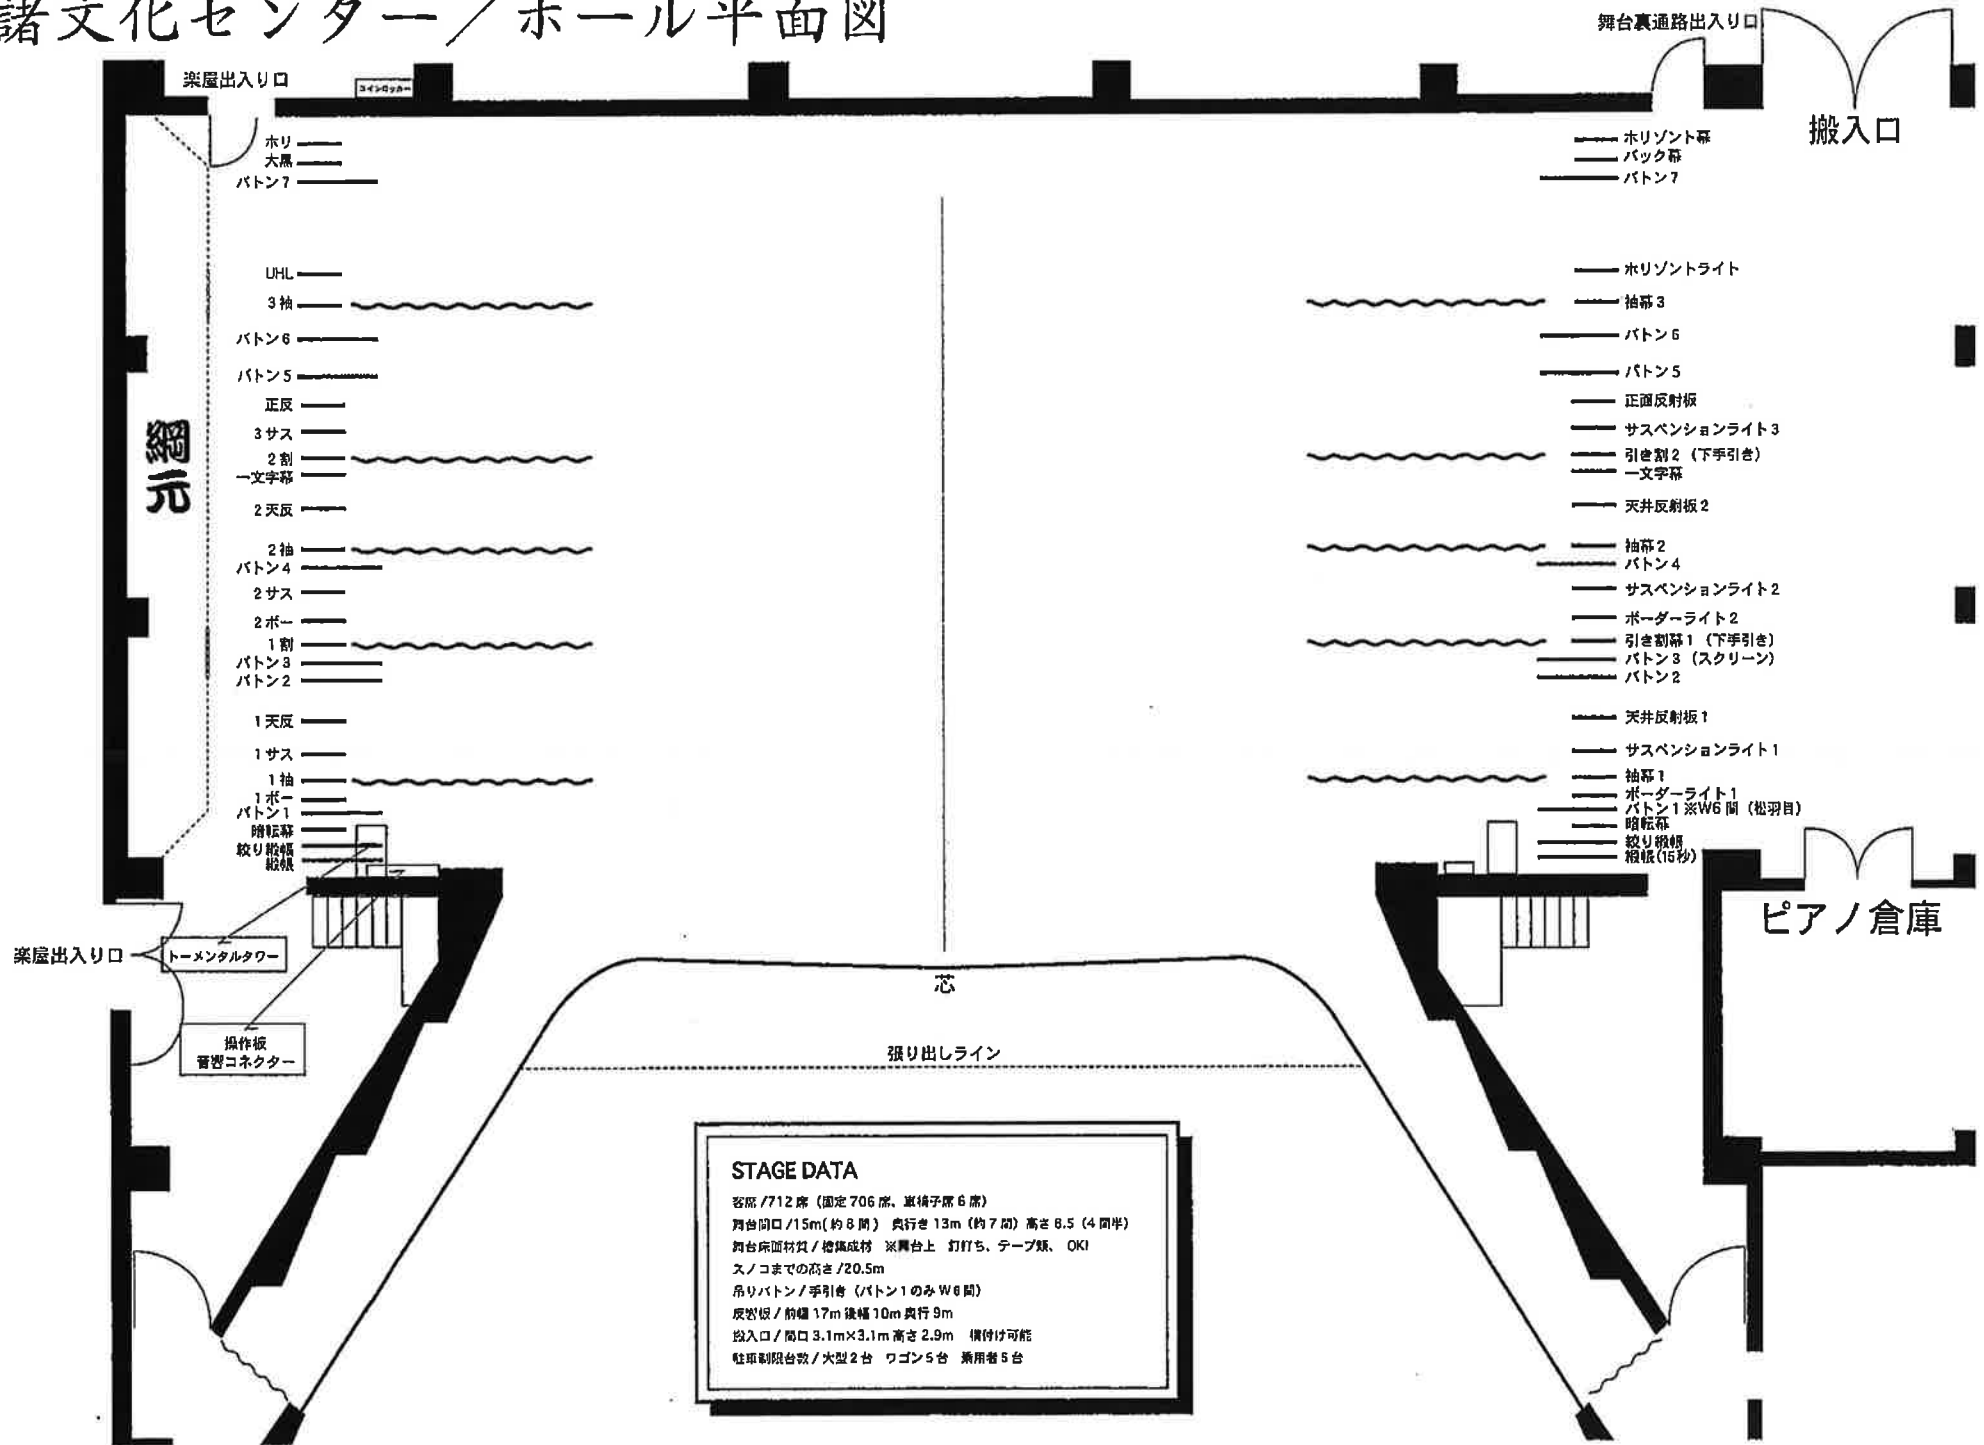 諸文化センター／ホール平面図
舞台裏通路出入り口
楽屋出入り口
コインロッカー
搬入口
ホリ
大黒
バトン7
UHL
3袖
バトン6
バトン5
正反
3サス
2割
一文字幕
2天反
2袖
バトン4
2サス
2ボー
1割
バトン3
バトン2
1天反
1サス
1袖
1ボー
バトン1
暗転幕
絞り緞帳
緞帳
綱元
ホリゾント幕
バック幕
バトン7
ホリゾントライト
袖幕3
バトン6
バトン5
正面反射板
サスペンションライト3
引き割2（下手引き）
一文字幕
天井反射板2
袖幕2
バトン4
サスペンションライト2
ボーダーライト2
引き割幕1（下手引き）
バトン3（スクリーン）
バトン2
天井反射板1
サスペンションライト1
袖幕1
ボーダーライト1
バトン1※W6間（松羽目）
暗転幕
絞り緞帳
緞帳(15秒)
ピアノ倉庫
楽屋出入り口
トーメンタルタワー
操作板
音響コネクター
芯
張り出しライン
STAGE DATA
客席/712席（固定706席、車椅子席6席）
舞台間口/15m(約8間) 奥行き13m（約7間）高さ8.5（4間半）
舞台床面材質/檜集成材 ※舞台上 釘打ち、テープ類、OK!
スノコまでの高さ/20.5m
吊りバトン/手引き（バトン1のみW6間）
反響板/前幅17m後幅10m奥行9m
搬入口/間口3.1m×3.1m高さ2.9m 横付け可能
駐車制限台数/大型2台 ワゴン5台 乗用者5台